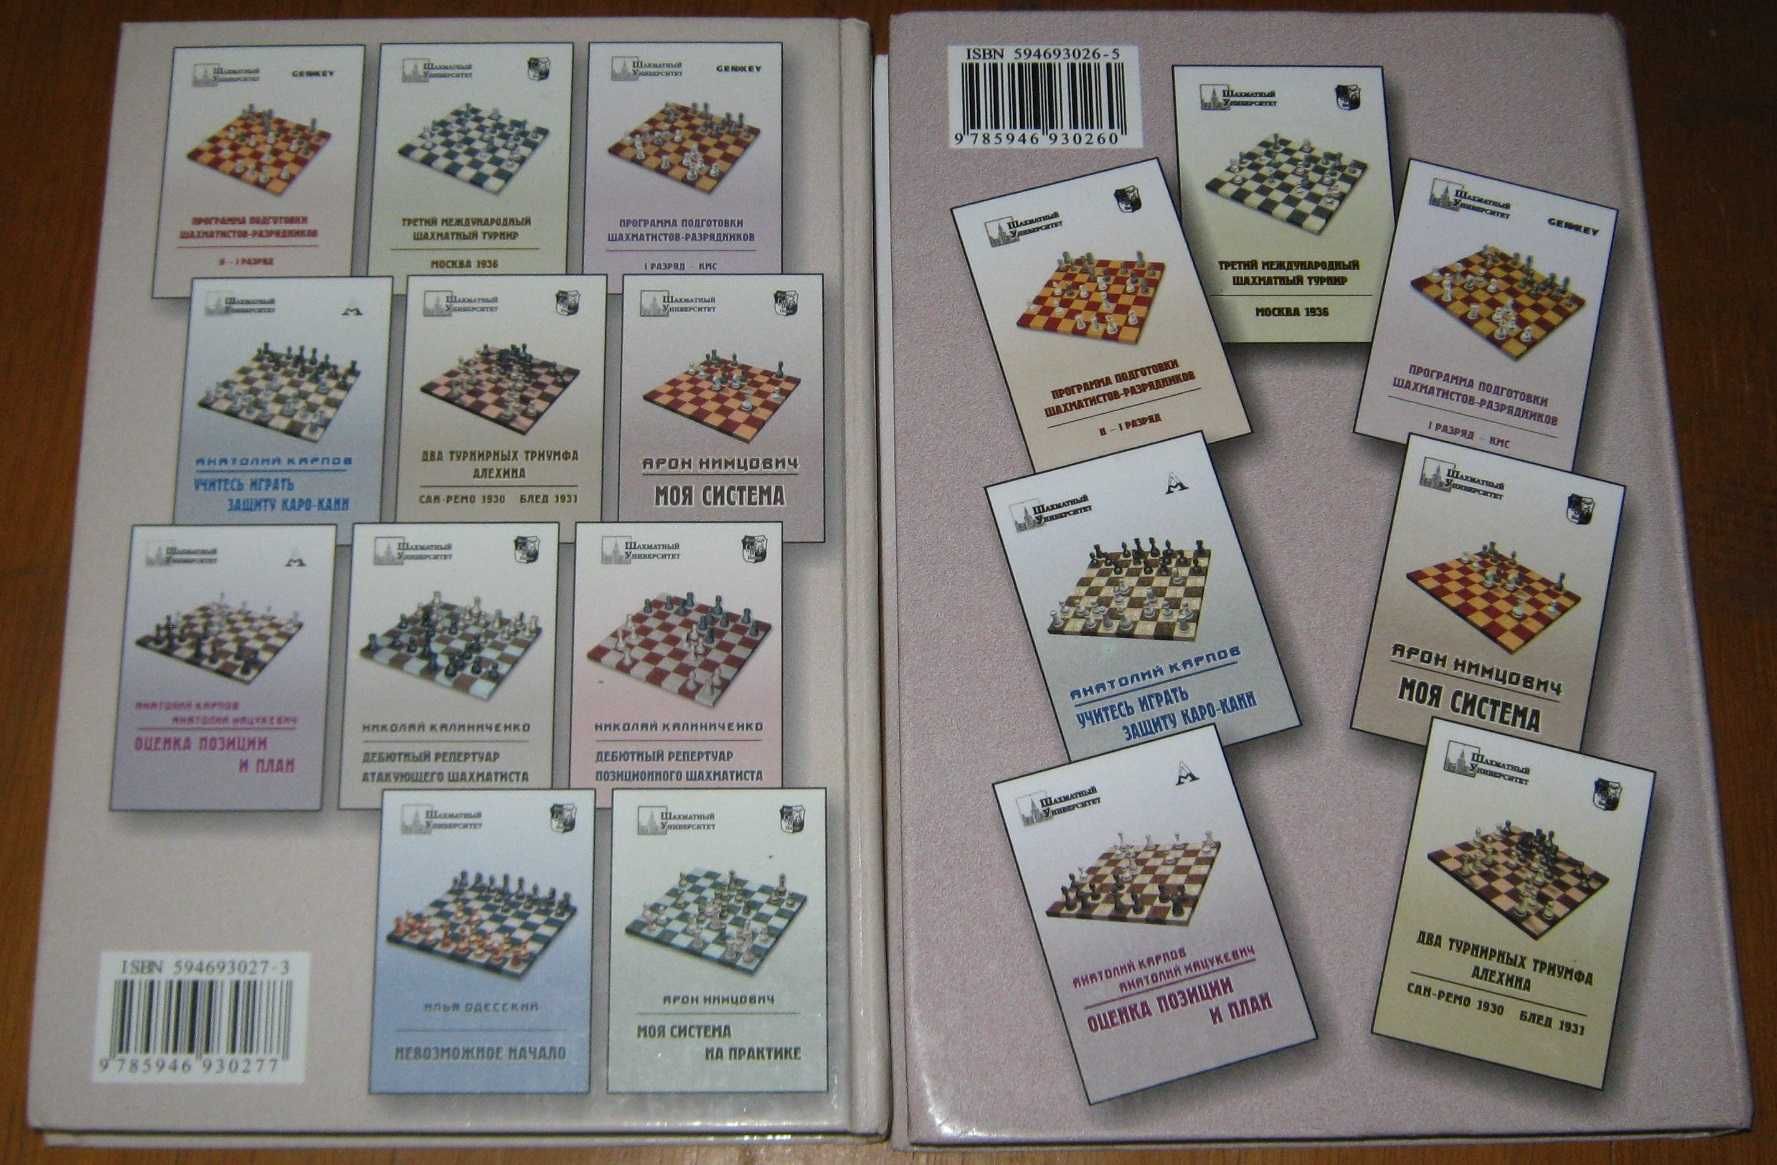 Шахматный
Университет
GENXEY
ПРОГРАММА ПОДГОТОВКИ
ШАХМАТИСТОВ-РАЗРЯДНИКОВ
II – I РАЗРЯД
Шахматный
Университет
ТРЕТИЙ МЕЖДУНАРОДНЫЙ
ШАХМАТНЫЙ ТУРНИР
МОСКВА 1936
Шахматный
Университет
GENXEY
ПРОГРАММА ПОДГОТОВКИ
ШАХМАТИСТОВ-РАЗРЯДНИКОВ
I РАЗРЯД – КМС
Шахматный
Университет
АНАТОЛИЙ КАРПОВ
УЧИТЕСЬ ИГРАТЬ
ЗАЩИТУ КАРО-КАНН
Шахматный
Университет
ДВА ТУРНИРНЫХ ТРИУМФА
АЛЕХИНА
САН-РЕМО 1930 БЛЕД 1931
Шахматный
Университет
АРОН НИМЦОВИЧ
МОЯ СИСТЕМА
Шахматный
Университет
АНАТОЛИЙ КАРПОВ
АНАТОЛИЙ МАЦУКЕВИЧ
ОЦЕНКА ПОЗИЦИИ
И ПЛАН
Шахматный
Университет
НИКОЛАЙ КАЛИНИЧЕНКО
ДЕБЮТНЫЙ РЕПЕРТУАР
АТАКУЮЩЕГО ШАХМАТИСТА
Шахматный
Университет
НИКОЛАЙ КАЛИНИЧЕНКО
ДЕБЮТНЫЙ РЕПЕРТУАР
ПОЗИЦИОННОГО ШАХМАТИСТА
Шахматный
Университет
ИЛЬЯ ОДЕССКИЙ
НЕВОЗМОЖНОЕ НАЧАЛО
Шахматный
Университет
АРОН НИМЦОВИЧ
МОЯ СИСТЕМА
НА ПРАКТИКЕ
ISBN 594693027-3
9 785946 930277
ISBN 594693026-5
9 785946 930260
Шахматный
Университет
ТРЕТИЙ МЕЖДУНАРОДНЫЙ
ШАХМАТНЫЙ ТУРНИР
МОСКВА 1936
Шахматный
Университет
ПРОГРАММА ПОДГОТОВКИ
ШАХМАТИСТОВ-РАЗРЯДНИКОВ
II – I РАЗРЯД
Шахматный
Университет
GENXEY
ПРОГРАММА ПОДГОТОВКИ
ШАХМАТИСТОВ-РАЗРЯДНИКОВ
I РАЗРЯД – КМС
Шахматный
Университет
АНАТОЛИЙ КАРПОВ
УЧИТЕСЬ ИГРАТЬ
ЗАЩИТУ КАРО-КАНН
Шахматный
Университет
АРОН НИМЦОВИЧ
МОЯ СИСТЕМА
Шахматный
Университет
АНАТОЛИЙ КАРПОВ
АНАТОЛИЙ МАЦУКЕВИЧ
ОЦЕНКА ПОЗИЦИИ
И ПЛАН
Шахматный
Университет
ДВА ТУРНИРНЫХ ТРИУМФА
АЛЕХИНА
САН-РЕМО 1930 БЛЕД 1931